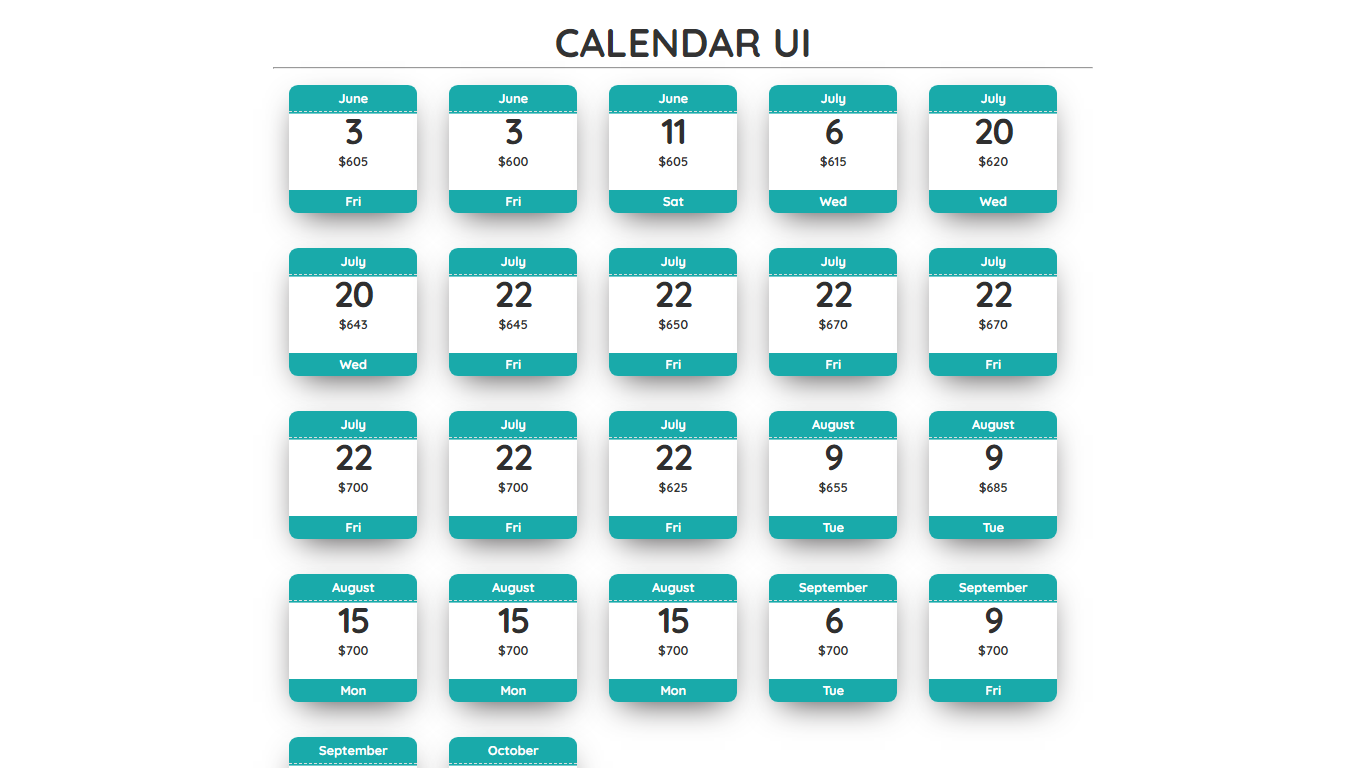 CALENDAR UI
June
3
$605
Fri
June
3
$600
Fri
June
11
$605
Sat
July
6
$615
Wed
July
20
$620
Wed
July
20
$643
Wed
July
22
$645
Fri
July
22
$650
Fri
July
22
$670
Fri
July
22
$670
Fri
July
22
$700
Fri
July
22
$700
Fri
July
22
$625
Fri
August
9
$655
Tue
August
9
$685
Tue
August
15
$700
Mon
August
15
$700
Mon
August
15
$700
Mon
September
6
$700
Tue
September
9
$700
Fri
September
October